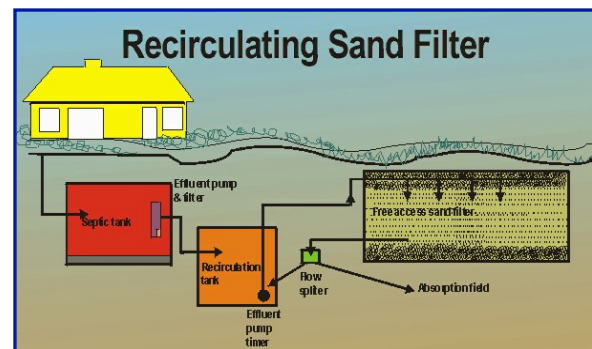 Recirculating Sand Filter
Effluent pump
& filter
Septic tank
Free access sand filter
Recirculation
tank
Flow
spliter
Absorption field
Effluent
pump
timer